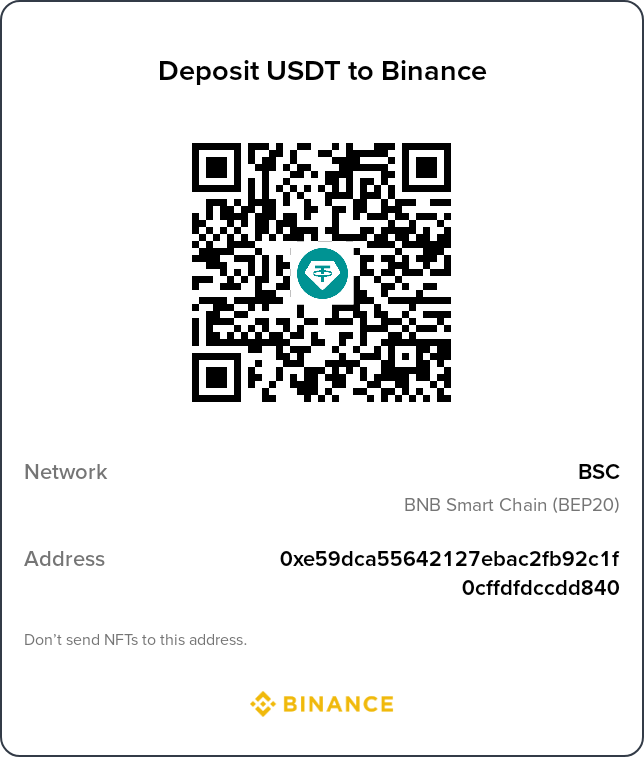 Deposit USDT to Binance
Network
BSC
BNB Smart Chain (BEP20)
Address
0xe59dca55642127ebac2fb92c1f
0cffdfdccdd840
Don’t send NFTs to this address.
BINANCE